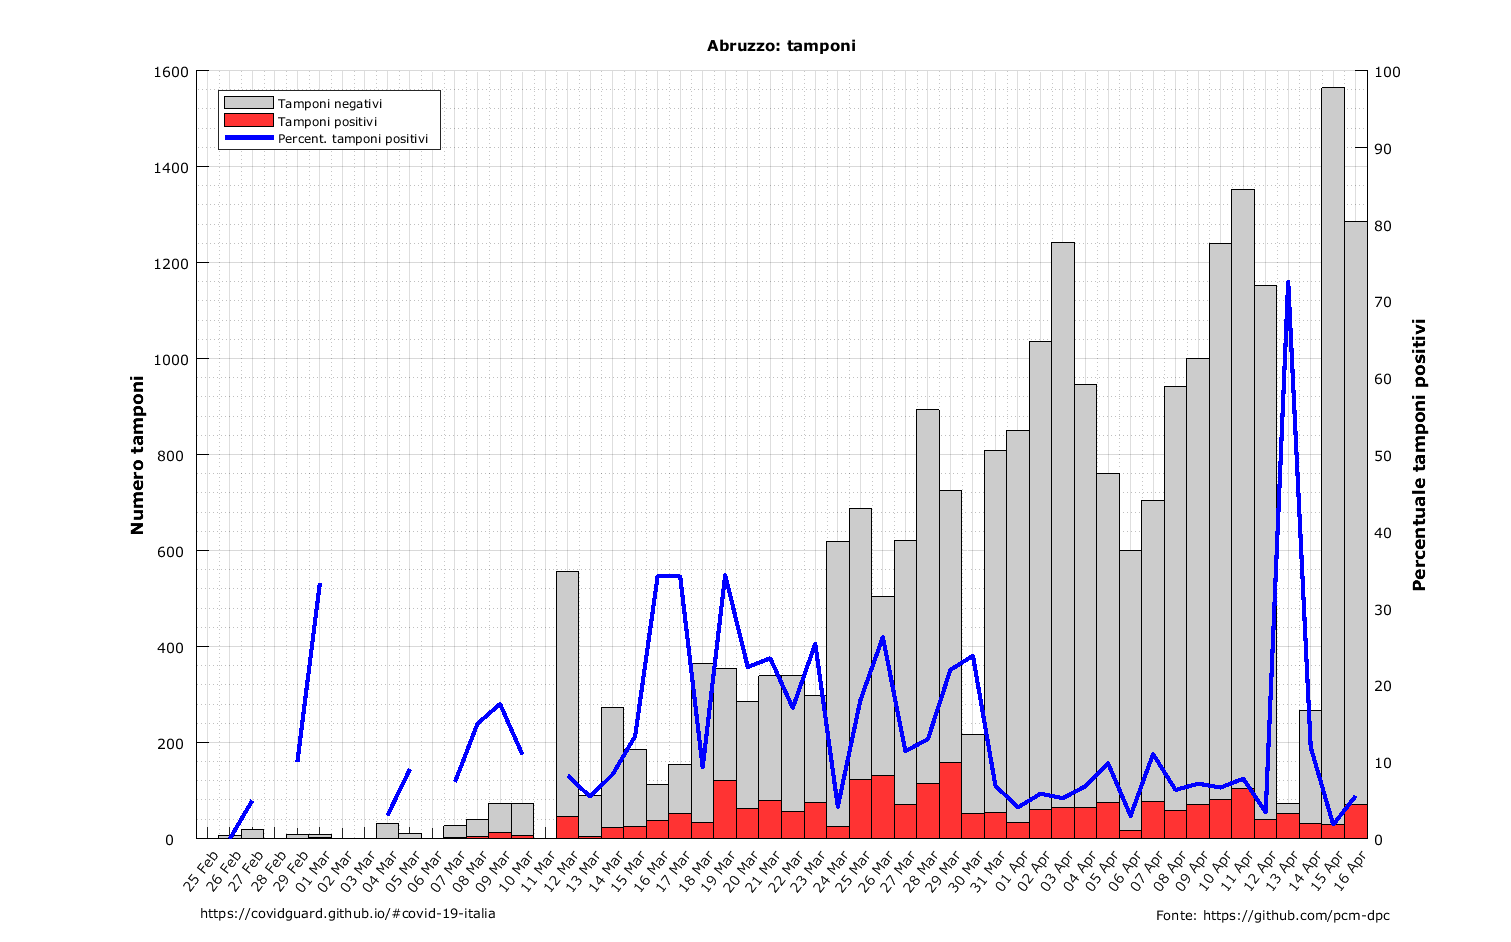 Abruzzo: tamponi
Tamponi negativi
Tamponi positivi
Percent. tamponi positivi
Numero tamponi
1600
1400
1200
1000
800
600
400
200
0
Percentuale tamponi positivi
100
90
80
70
60
50
40
30
20
10
0
25 Feb
26 Feb
27 Feb
28 Feb
29 Feb
01 Mar
02 Mar
03 Mar
04 Mar
05 Mar
06 Mar
07 Mar
08 Mar
09 Mar
10 Mar
11 Mar
12 Mar
13 Mar
14 Mar
15 Mar
16 Mar
17 Mar
18 Mar
19 Mar
20 Mar
21 Mar
22 Mar
23 Mar
24 Mar
25 Mar
26 Mar
27 Mar
28 Mar
29 Mar
30 Mar
31 Mar
01 Apr
02 Apr
03 Apr
04 Apr
05 Apr
06 Apr
07 Apr
08 Apr
09 Apr
10 Apr
11 Apr
12 Apr
13 Apr
14 Apr
15 Apr
16 Apr
https://covidguard.github.io/#covid-19-italia
Fonte: https://github.com/pcm-dpc